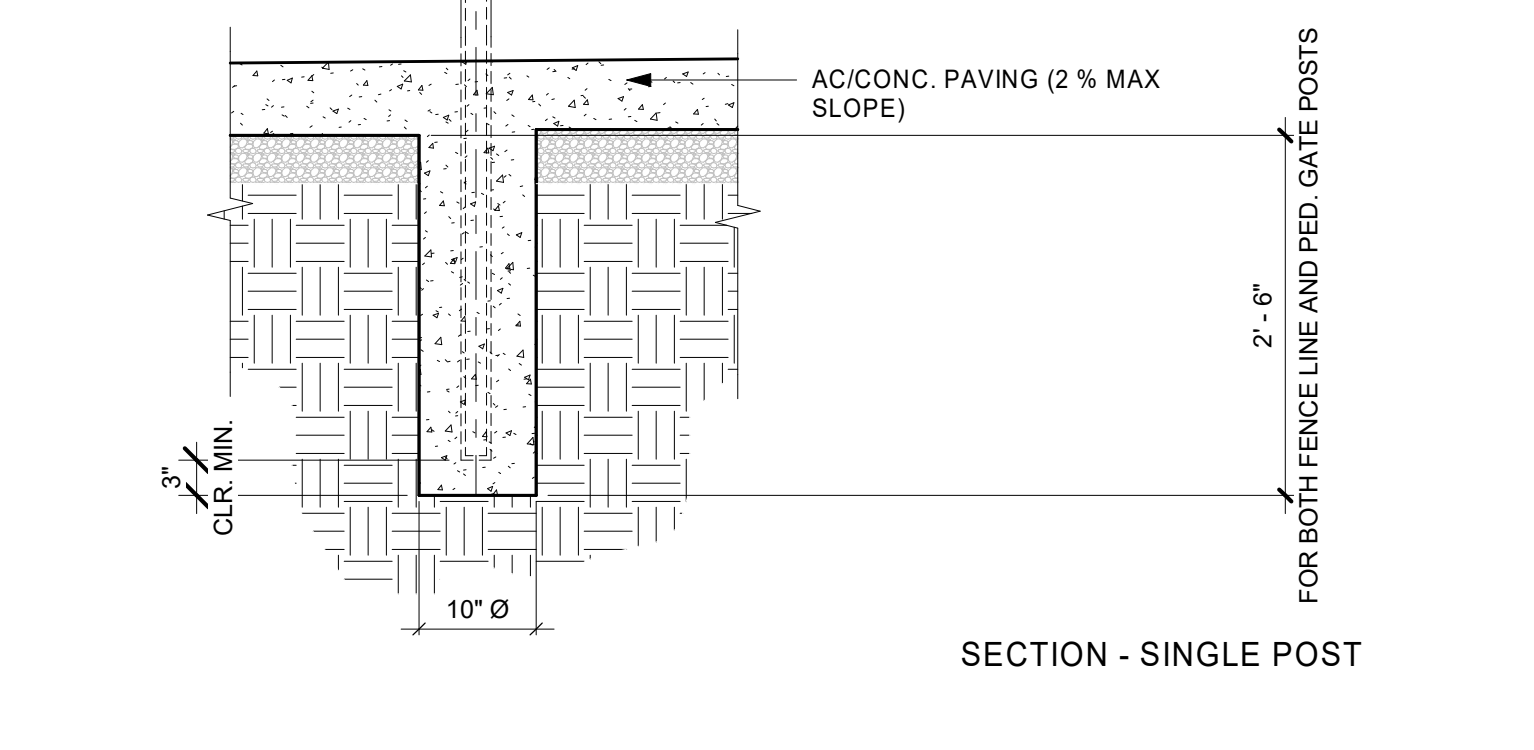 AC/CONC. PAVING (2 % MAX
SLOPE)
2' - 6"
FOR BOTH FENCE LINE AND PED. GATE POSTS
3"
CLR. MIN.
10" Ø
SECTION - SINGLE POST